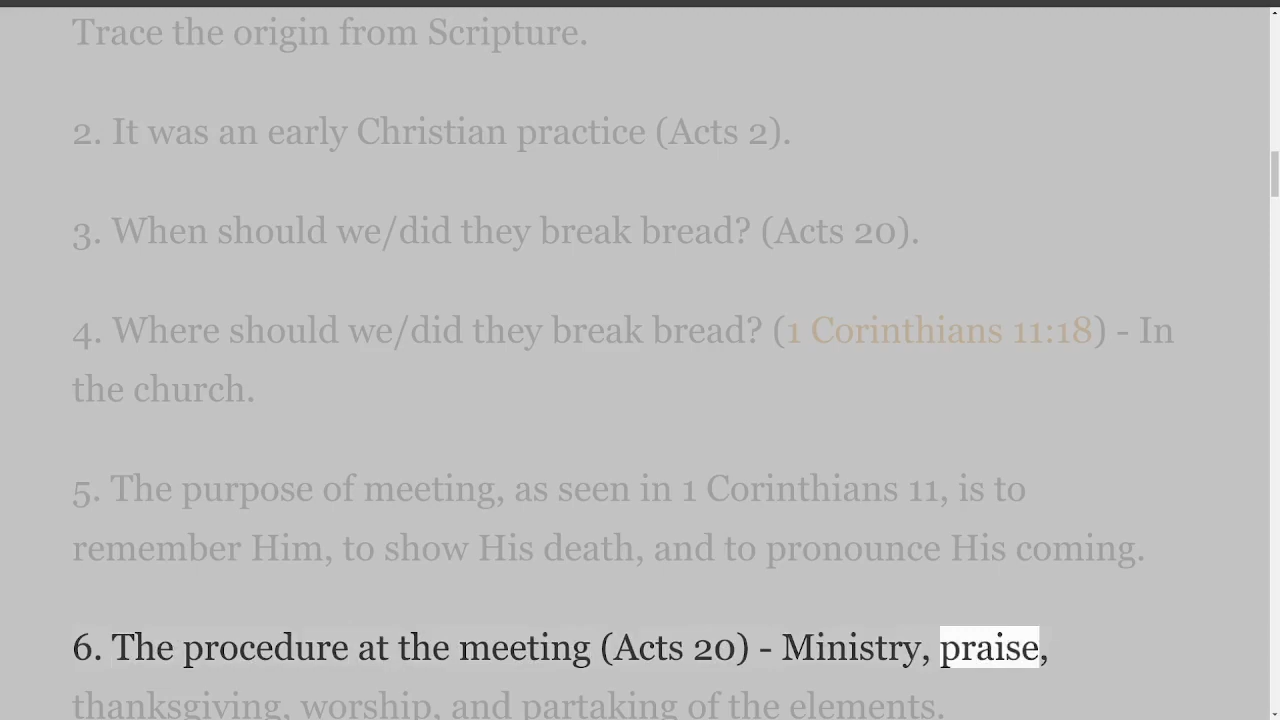 Trace the origin from Scripture.
2. It was an early Christian practice (Acts 2).
3. When should we/did they break bread? (Acts 20).
4. Where should we/did they break bread? (1 Corinthians 11:18) - In
the church.
5. The purpose of meeting, as seen in 1 Corinthians 11, is to
remember Him, to show His death, and to pronounce His coming.
6. The procedure at the meeting (Acts 20) - Ministry, praise,
thanksgiving, worship, and partaking of the elements.